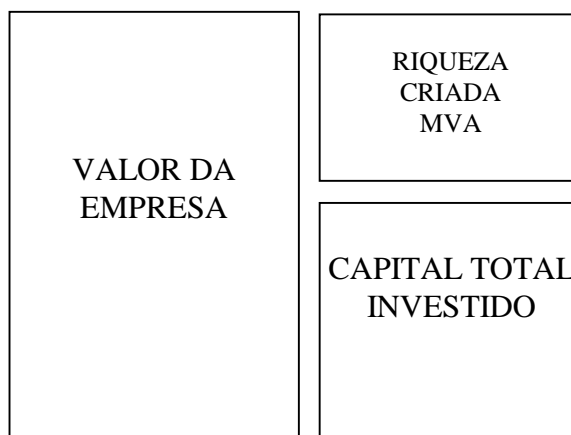 VALOR DA
EMPRESA
RIQUEZA
CRIADA
MVA
CAPITAL TOTAL
INVESTIDO